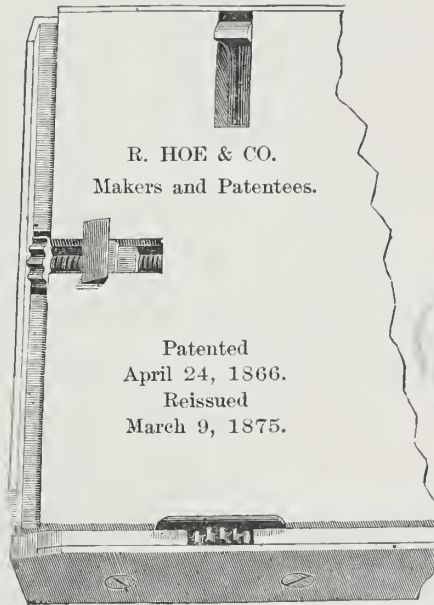 R. HOE & CO.
Makers and Patentees.
Patented
April 24, 1866.
Reissued
March 9, 1875.